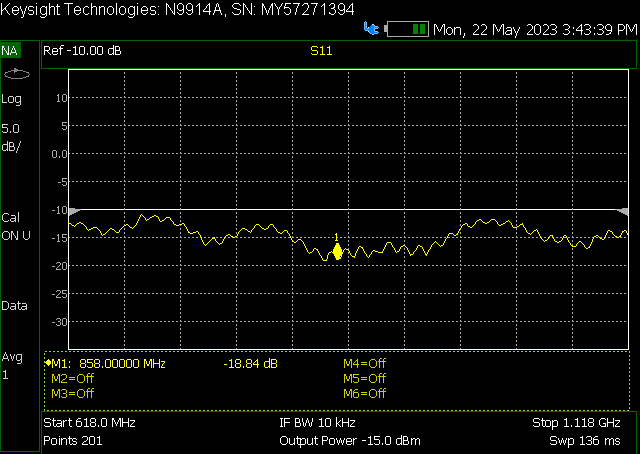 Keysight Technologies: N9914A, SN: MY57271394
Mon, 22 May 2023 3:43:39 PM
NA Ref -10.00 dB S11
Log
5.0
dB/
Cal
ON U
Data
Avg
1
10
5.0
0.0
-5
-10
-15
-20
-25
-30
1
M1: 858.00000 MHz -18.84 dB M4=Off
M2=Off M5=Off
M3=Off M6=Off
Start 618.0 MHz IF BW 10 kHz Stop 1.118 GHz
Points 201 Output Power -15.0 dBm Swp 136 ms